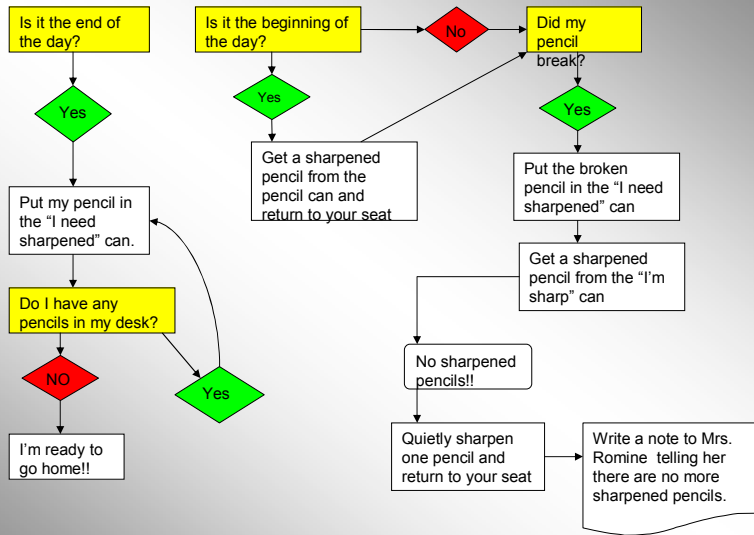 Is it the end of
the day?
Yes
Put my pencil in
the “I need
sharpened” can.
Do I have any
pencils in my desk?
NO
Yes
I’m ready to
go home!!
Is it the beginning of
the day?
No
Yes
Get a sharpened
pencil from the
pencil can and
return to your seat
Did my
pencil
break?
Yes
Put the broken
pencil in the “I need
sharpened” can
Get a sharpened
pencil from the “I’m
sharp” can
No sharpened
pencils!!
Quietly sharpen
one pencil and
return to your seat
Write a note to Mrs.
Romine telling her
there are no more
sharpened pencils.